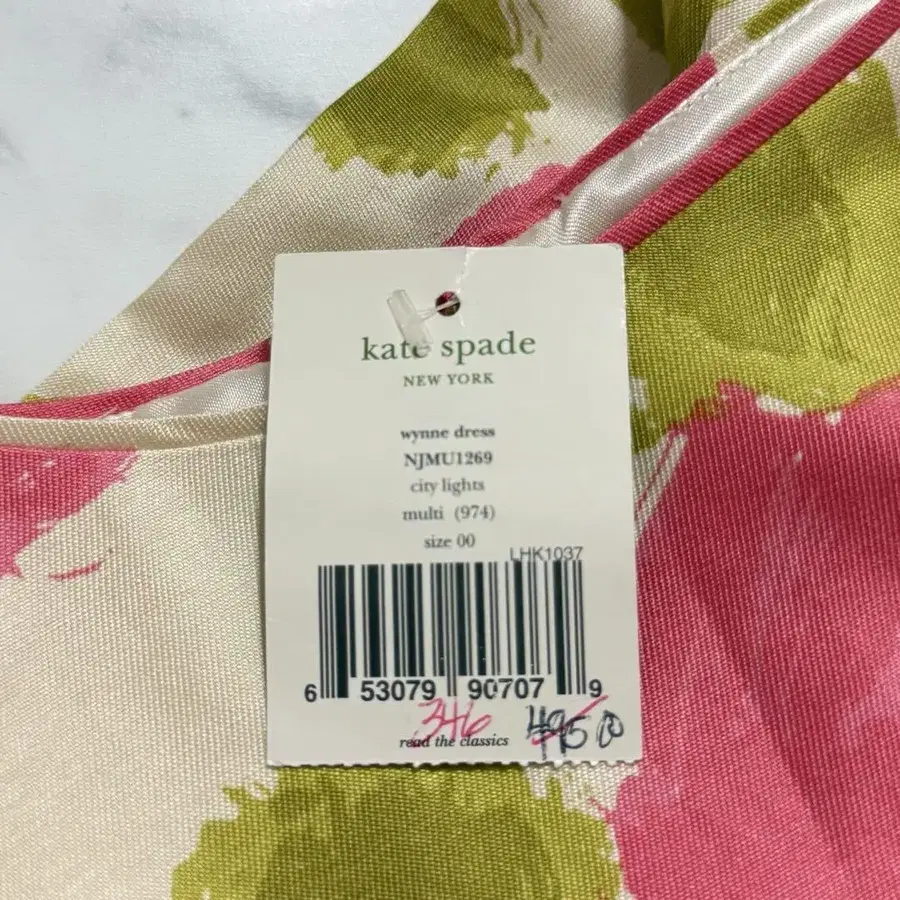 kate spade
NEW YORK
wynne dress
NJMU1269
city lights
multi (974)
size 00
LHK1037
6 53079 90707 9
346
495 00
read the classics